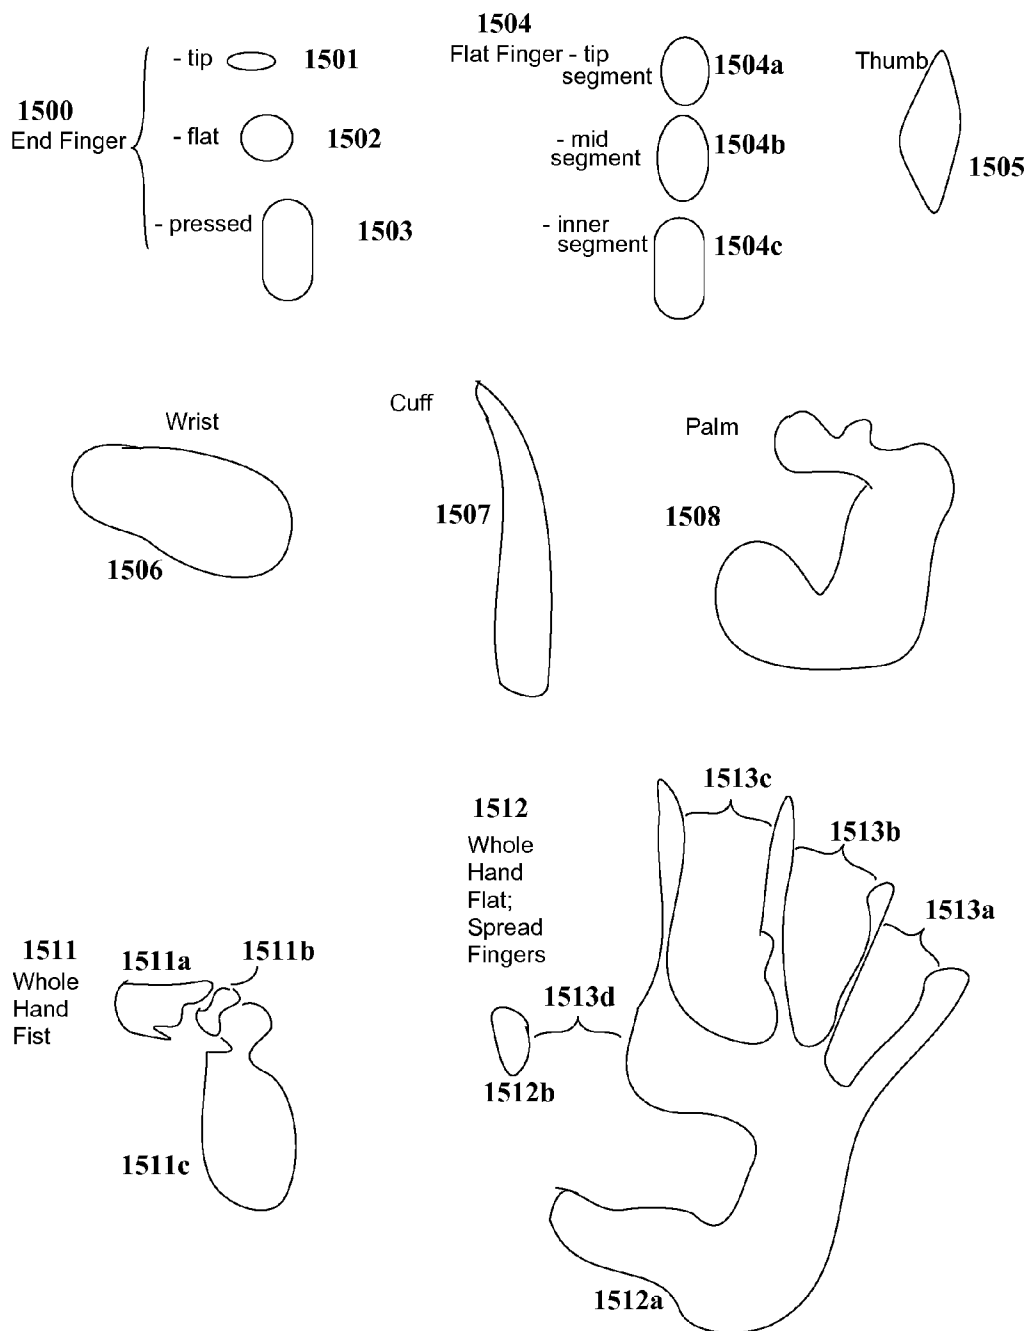 1500
End Finger
- tip
1501
- flat
1502
- pressed
1503
1504
Flat Finger - tip
segment
1504a
- mid
segment
1504b
- inner
segment
1504c
Thumb
1505
Wrist
1506
Cuff
1507
Palm
1508
1511
Whole
Hand
Fist
1511a
1511b
1511c
1512
Whole
Hand
Flat;
Spread
Fingers
1513c
1513b
1513a
1513d
1512b
1512a